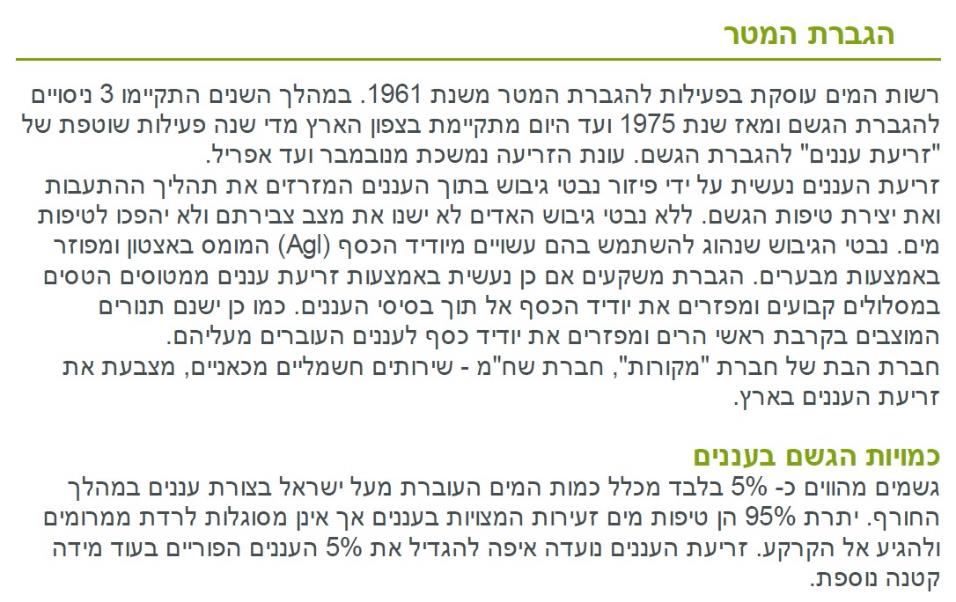 הגברת המטר
רשות המים עוסקת בפעילות להגברת המטר משנת 1961. במהלך השנים התקיימו 3 ניסויים
להגברת הגשם ומאז שנת 1975 ועד היום מתקיימת בצפון הארץ מדי שנה פעילות שוטפת של
"זריעת עננים" להגברת הגשם. עונת הזריעה נמשכת מנובמבר ועד אפריל.
זריעת העננים נעשית על ידי פיזור נבטי גיבוש בתוך העננים המזרזים את תהליך ההתעבות
ואת יצירת טיפות הגשם. ללא נבטי גיבוש האדים לא ישנו את מצב צבירתם ולא יהפכו לטיפות
מים. נבטי הגיבוש שנהוג להשתמש בהם עשויים מיודיד הכסף (AgI) המומס באצטון ומפוזר
באמצעות מבערים. הגברת משקעים אם כן נעשית באמצעות זריעת עננים ממטוסים הטסים
במסלולים קבועים ומפזרים את יודיד הכסף אל תוך בסיסי העננים. כמו כן ישנם תנורים
המוצבים בקרבת ראשי הרים ומפזרים את יודיד כסף לעננים העוברים מעליהם.
חברת הבת של חברת "מקורות", חברת שח"מ - שירותים חשמליים מכאניים, מצבעת את
זריעת העננים בארץ.
כמויות הגשם בעננים
גשמים מהווים כ- 5% בלבד מכלל כמות המים העוברת מעל ישראל בצורת עננים במהלך
החורף. יתרת 95% הן טיפות מים זעירות המצויות בעננים אך אינן מסוגלות לרדת ממרומים
ולהגיע אל הקרקע. זריעת העננים נועדה איפה להגדיל את 5% העננים הפוריים בעוד מידה
קטנה נוספת.